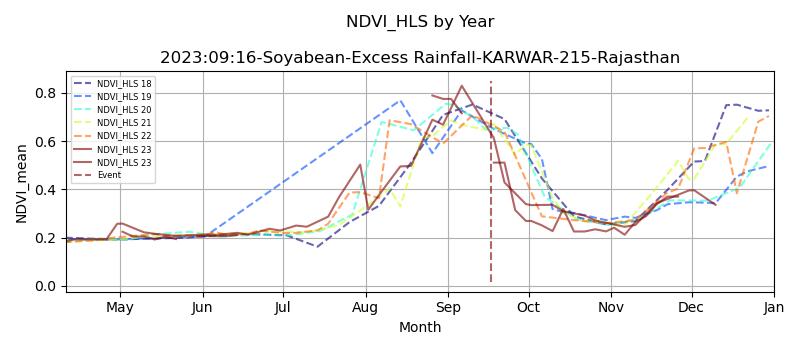 NDVI_HLS by Year
2023:09:16-Soyabean-Excess Rainfall-KARWAR-215-Rajasthan
NDVI_mean
0.8
0.6
0.4
0.2
0.0
NDVI_HLS 18
NDVI_HLS 19
NDVI_HLS 20
NDVI_HLS 21
NDVI_HLS 22
NDVI_HLS 23
NDVI_HLS 23
Event
May Jun Jul Aug Sep Oct Nov Dec Jan
Month